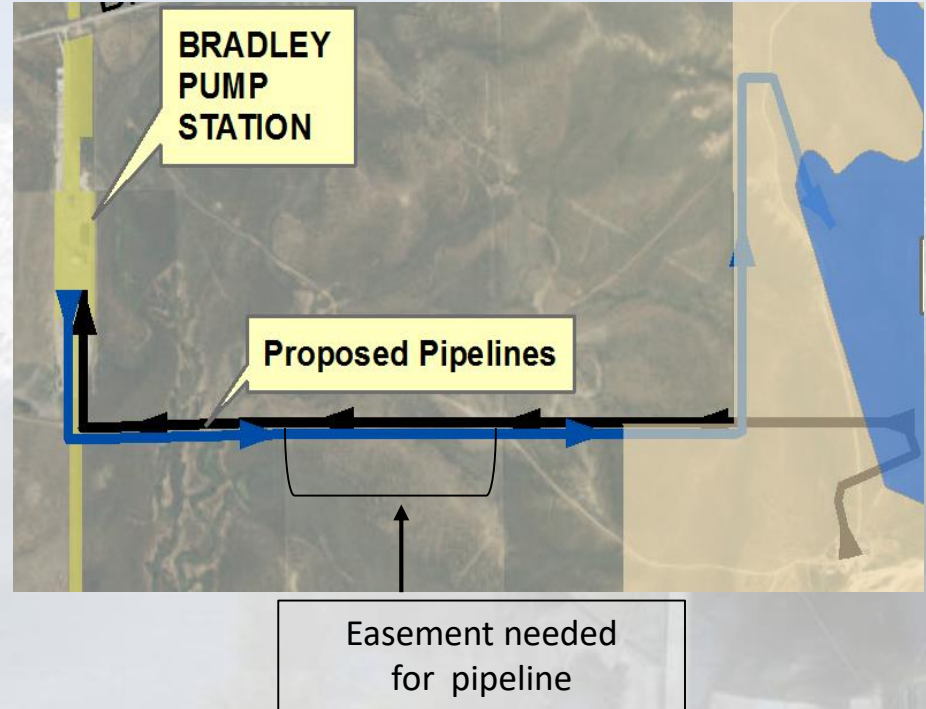 BRADLEY
PUMP
STATION
Proposed Pipelines
Easement needed
for pipeline